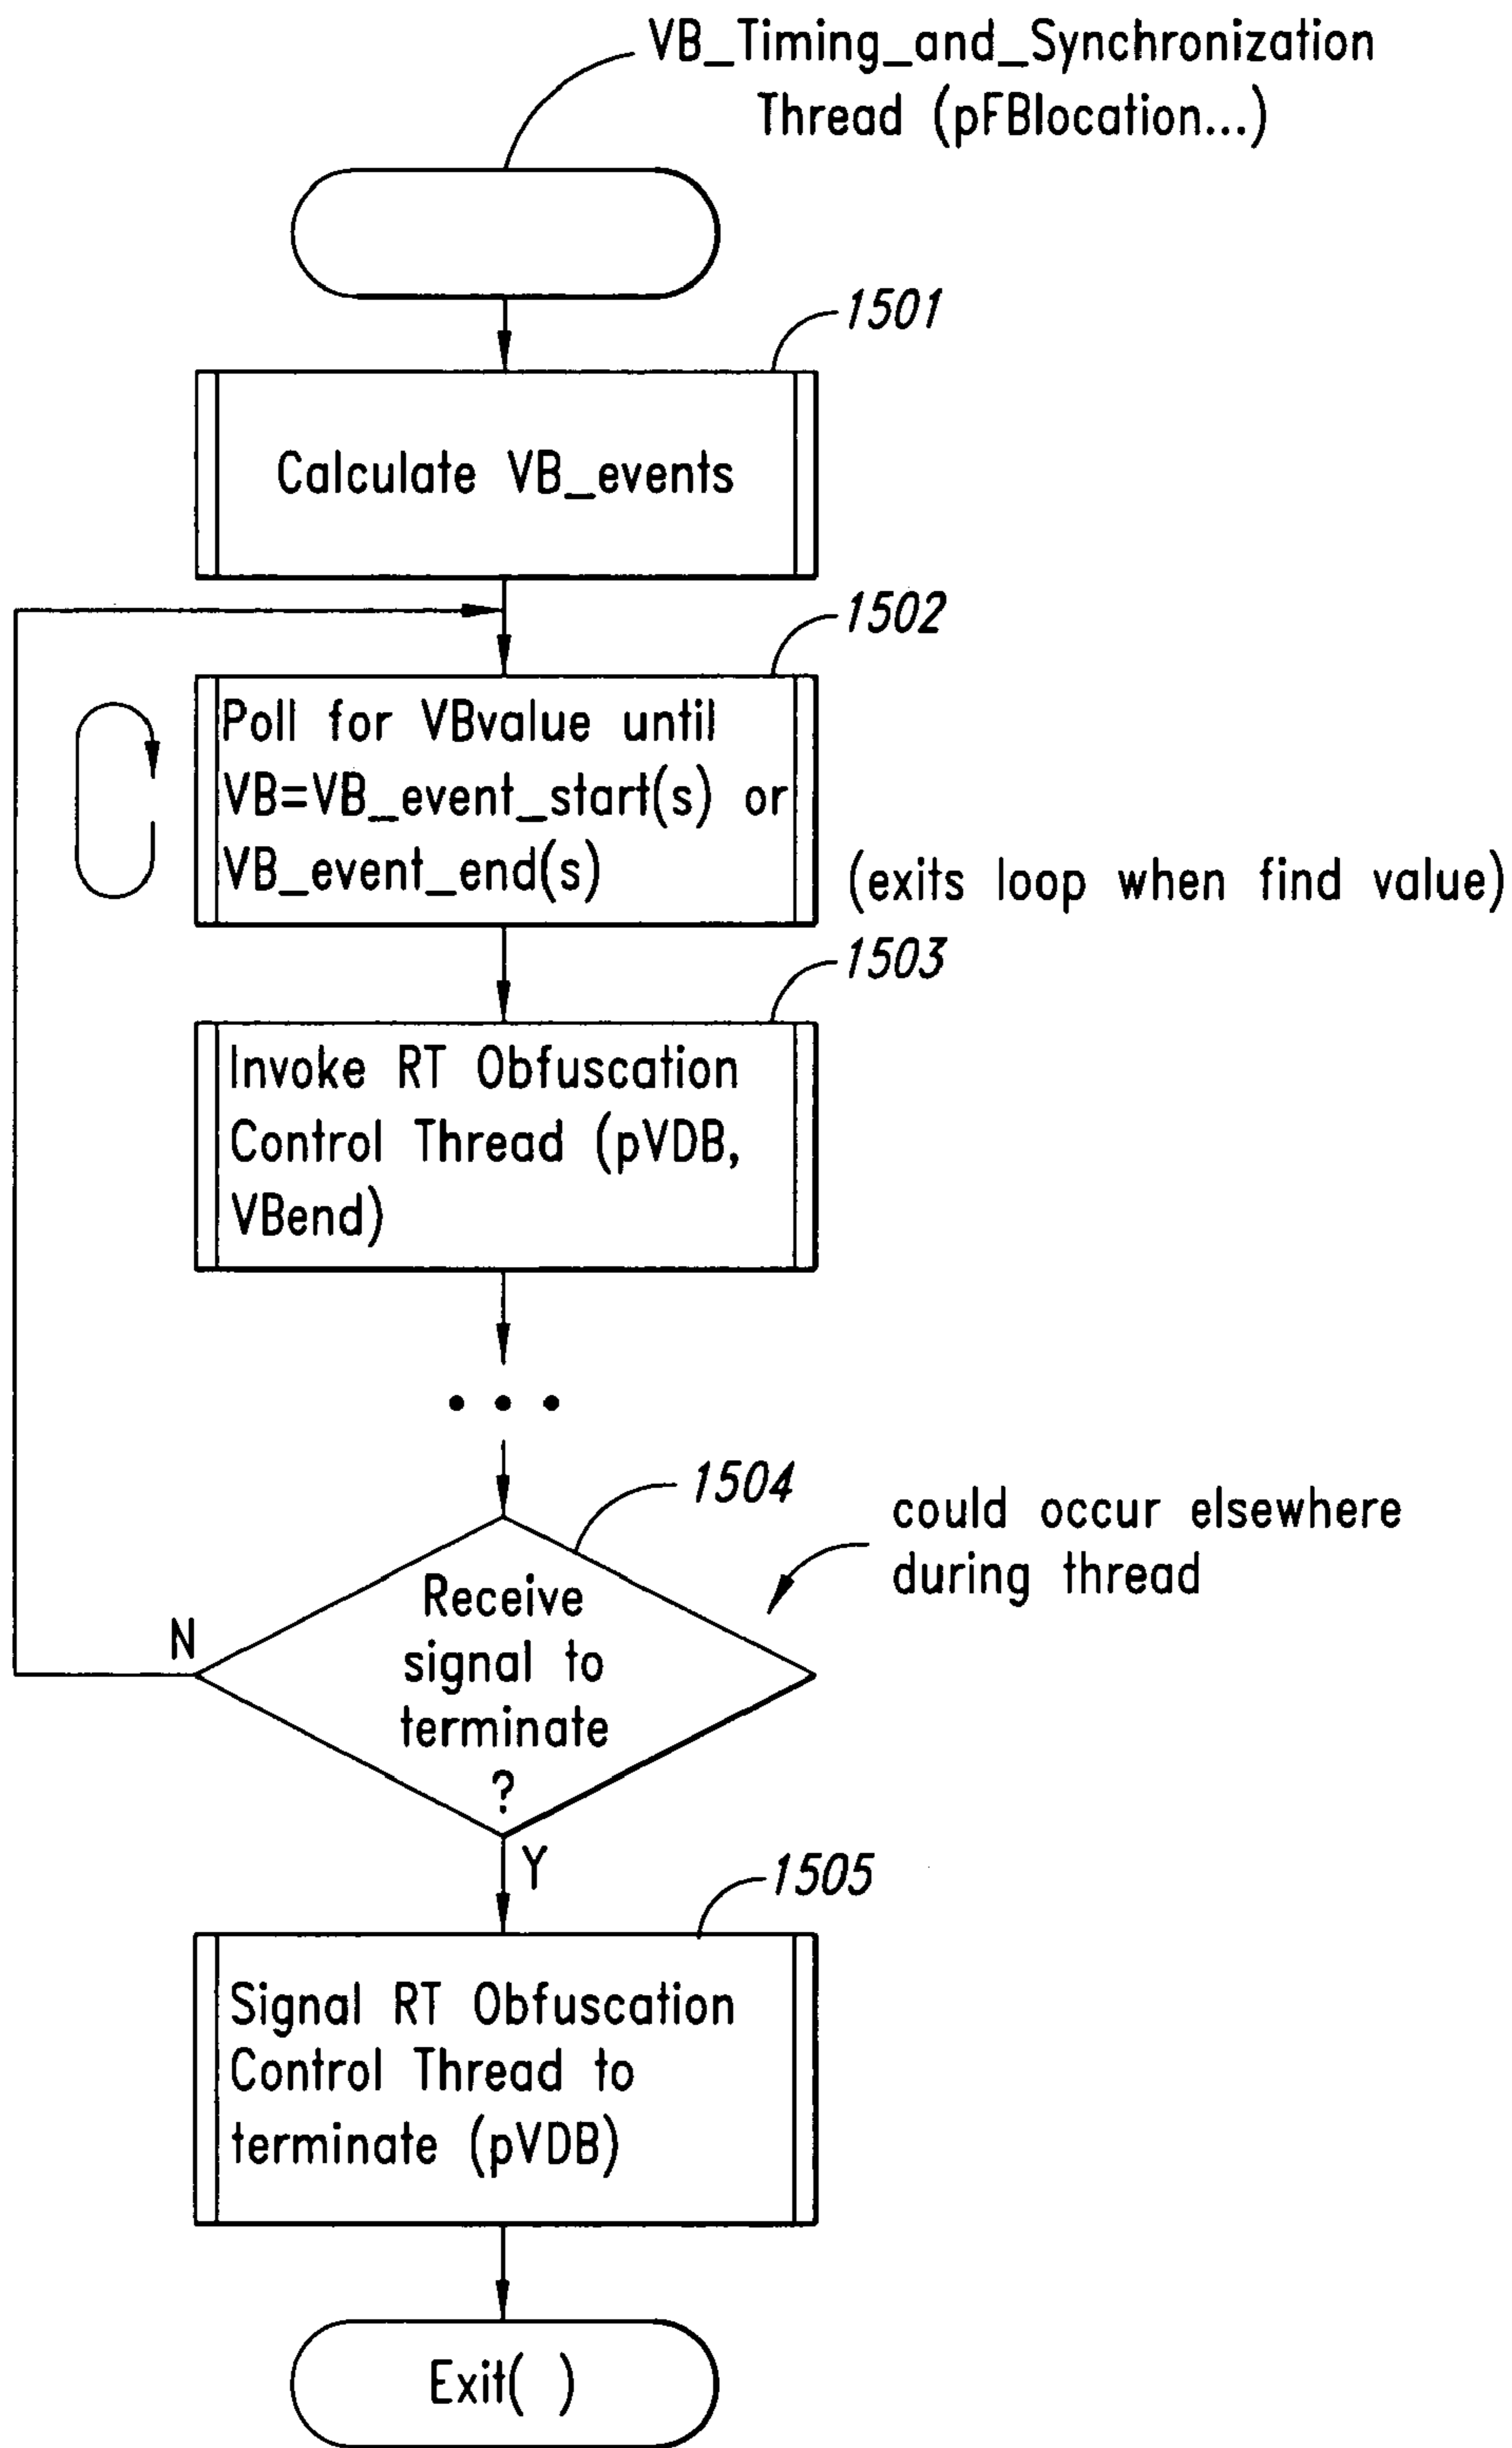 VB_Timing_and_Synchronization
Thread (pFBlocation...)
1501
Calculate VB_events
1502
Poll for VBvalue until
VB=VB_event_start(s) or
VB_event_end(s)
(exits loop when find value)
1503
Invoke RT Obfuscation
Control Thread (pVDB,
VBend)
• • •
1504
could occur elsewhere
during thread
Receive
signal to
terminate
?
N
Y
1505
Signal RT Obfuscation
Control Thread to
terminate (pVDB)
Exit( )